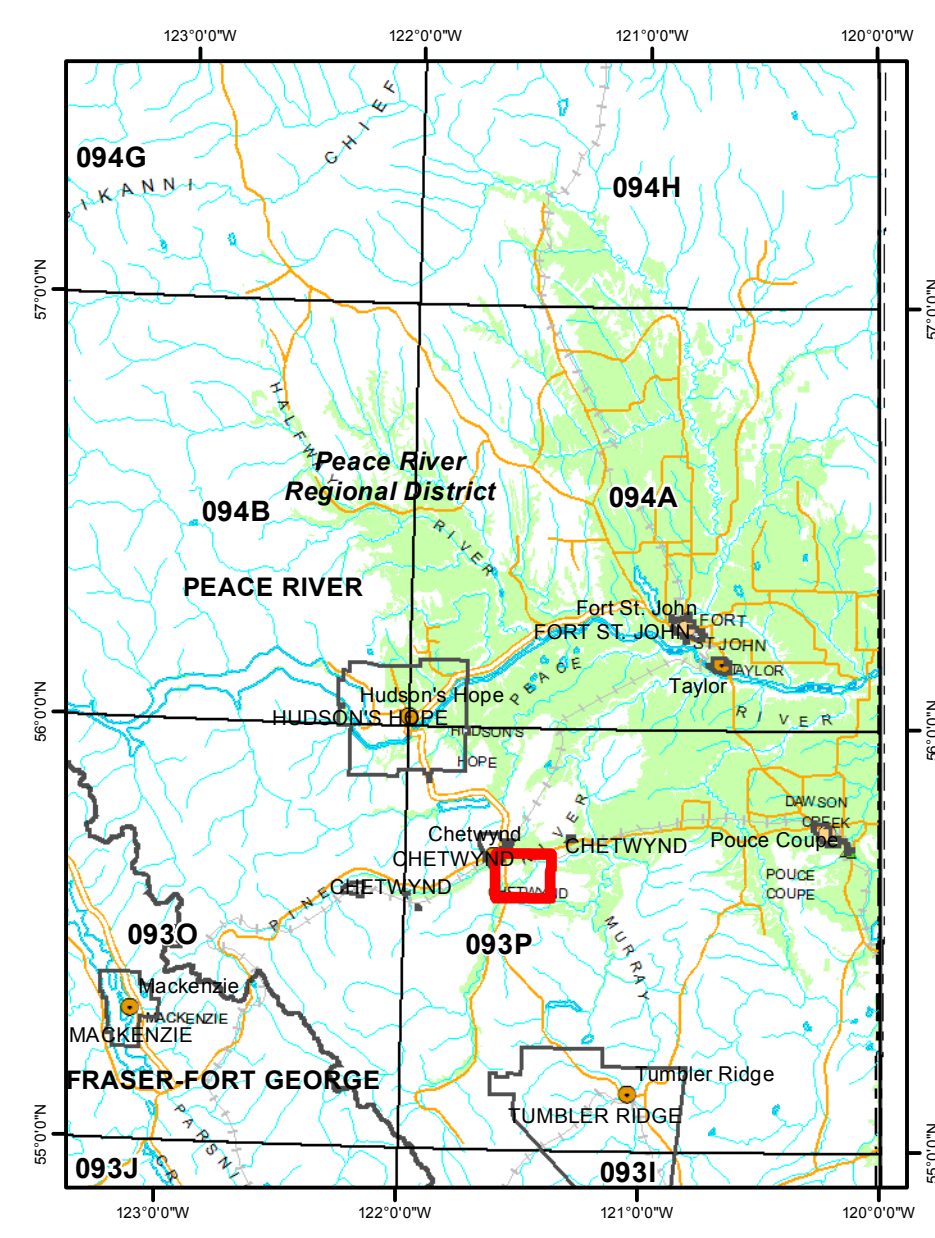 123°0'0"W
122°0'0"W
121°0'0"W
120°0'0"W
CHIEF
094G
IKANNI
094H
57°0'0"N
57°0'0"N
HALFWAY
Peace River
Regional District
094B
094A
RIVER
PEACE RIVER
Fort St. John
FORT
FORT ST. JOHN
ST JOHN
TAYLOR
Taylor
PEACE
Hudson's Hope
HUDSON'S HOPE
RIVER
56°0'0"N
56°0'0"N
HUDSON'S
HOPE
DAWSON
CREEK
Chetwynd
RIVER
CHETWYND
Pouce Coupe
CHETWYND
CHETWYND
HETWYND
POUCE
COUPE
PINE
MURRAY
093O
093P
Mackenzie
MACKENZIE
MACKENZIE
Tumbler Ridge
FRASER-FORT GEORGE
TUMBLER RIDGE
PARSNI
CR
55°0'0"N
55°0'0"N
093J
093I
123°0'0"W
122°0'0"W
121°0'0"W
120°0'0"W